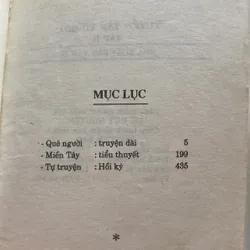 MỤC LỤC
- Quê người : truyện dài 5
- Miền Tây : tiểu thuyết 199
- Tự truyện : Hồi ký 435
*